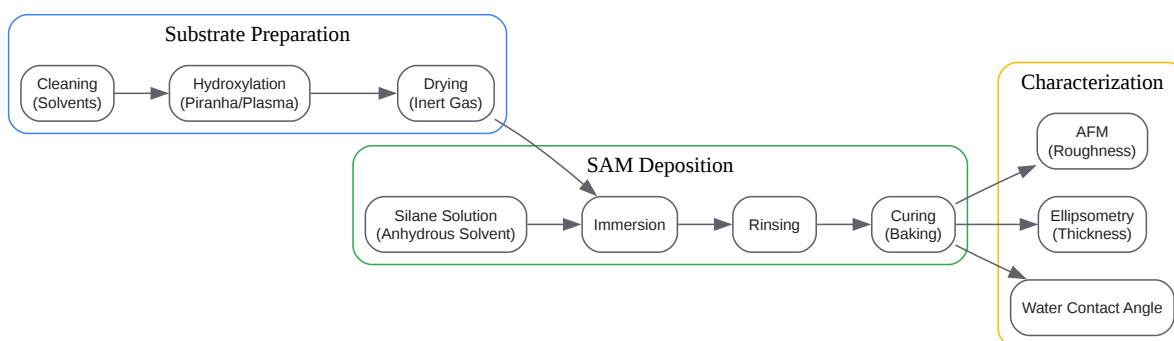 Substrate Preparation
Cleaning
(Solvents)
Hydroxylation
(Piranha/Plasma)
Drying
(Inert Gas)
SAM Deposition
Silane Solution
(Anhydrous Solvent)
Immersion
Rinsing
Curing
(Baking)
Characterization
AFM
(Roughness)
Ellipsometry
(Thickness)
Water Contact Angle